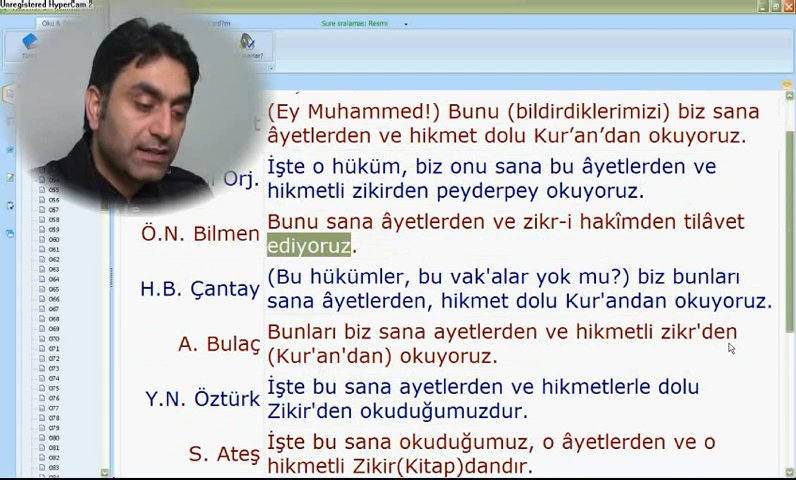 Unregistered HyperCam 2
Sure sıralaması: Resmi
(Ey Muhammed!) Bunu (bildirdiklerimizi) biz sana
âyetlerden ve hikmet dolu Kur'an'dan okuyoruz.
Orj.
İşte o hüküm, biz onu sana bu âyetlerden ve
hikmetli zikirden peyderpey okuyoruz.
Ö.N. Bilmen
Bunu sana âyetlerden ve zikr-i hakîmden tilâvet
ediyoruz.
H.B. Çantay
(Bu hükümler, bu vak'alar yok mu?) biz bunları
sana âyetlerden, hikmet dolu Kur'andan okuyoruz.
A. Bulaç
Bunları biz sana ayetlerden ve hikmetli zikr'den
(Kur'an'dan) okuyoruz.
Y.N. Öztürk
İşte bu sana ayetlerden ve hikmetlerle dolu
Zikir'den okuduğumuzdur.
S. Ateş
İşte bu sana okuduğumuz, o âyetlerden ve o
hikmetli Zikir(Kitap)dandır.
055
056
057
058
059
060
061
062
063
064
065
066
067
068
069
070
071
072
073
074
075
076
077
078
079
080
081
082
083